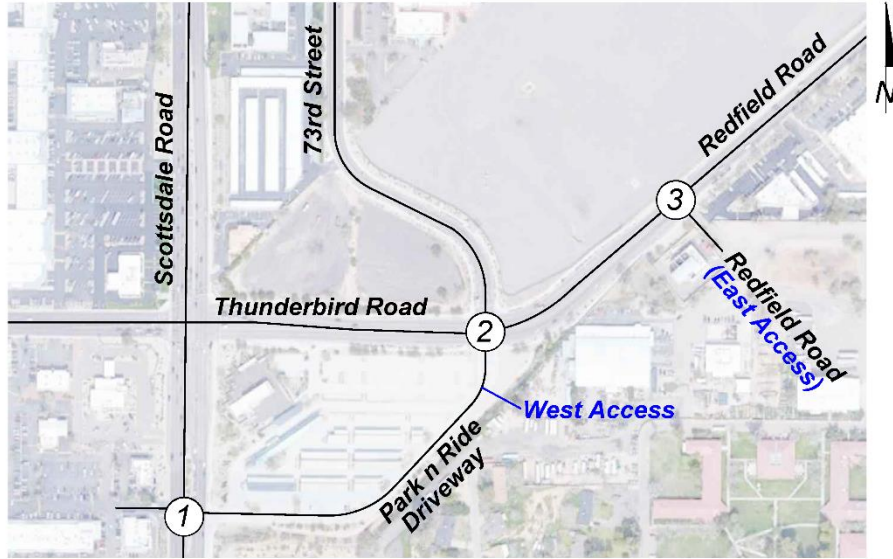 Scottsdale Road
73rd Street
Redfield Road
N
3
Thunderbird Road
2
Redfield Road
(East Access)
West Access
Park n Ride
Driveway
1